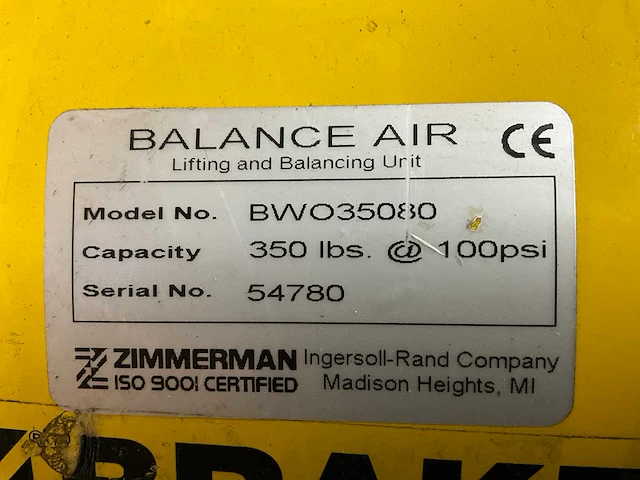 BALANCE AIR CE
Lifting and Balancing Unit
Model No. BWO35080
Capacity 350 lbs. @ 100psi
Serial No. 54780
ZIMMERMAN Ingersoll-Rand Company
ISO 9001 CERTIFIED Madison Heights, MI